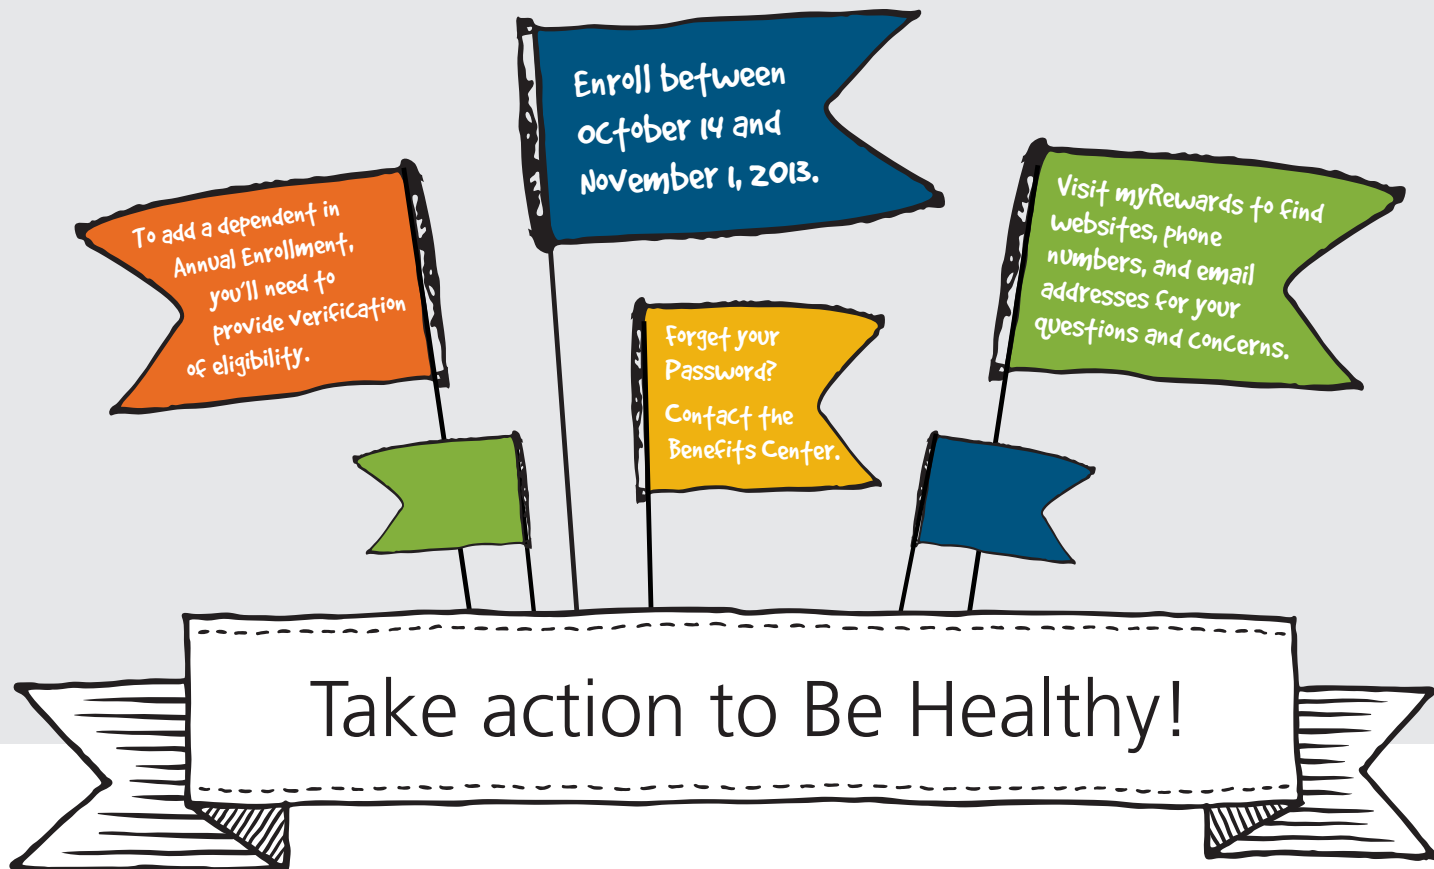 Enroll between
October 14 and
November 1, 2013.
To add a dependent in
Annual Enrollment,
you'll need to
provide verification
of eligibility.
Visit myRewards to find
websites, phone
numbers, and email
addresses for your
questions and concerns.
Forget your
Password?
Contact the
Benefits Center.
Take action to Be Healthy!